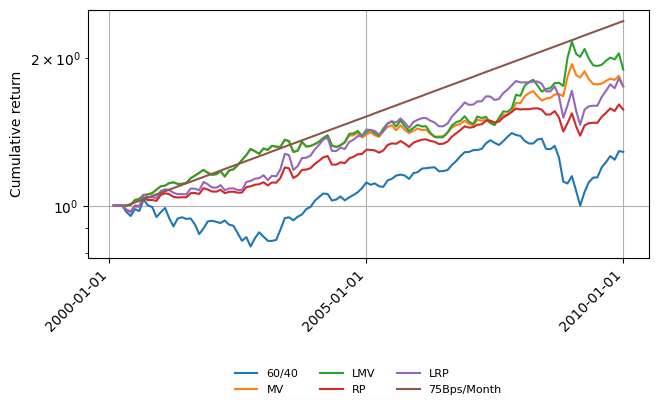 Cumulative return
2 × 10⁰
10⁰
2000-01-01
2005-01-01
2010-01-01
60/40
LMV
LRP
MV
RP
75Bps/Month